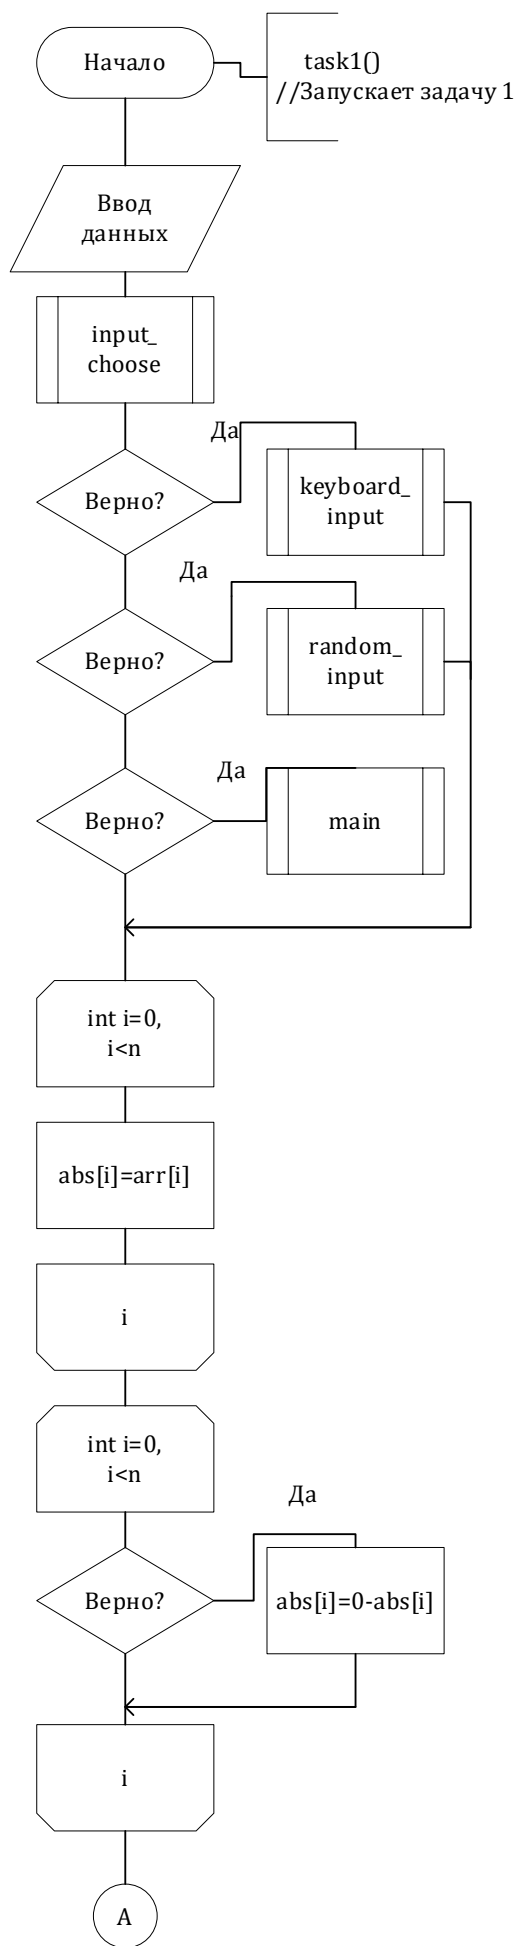 Начало
task1()
//Запускает задачу 1
Ввод
данных
input_
choose
Да
Верно?
keyboard_
input
Да
Верно?
random_
input
Да
Верно?
main
int i=0,
i<n
abs[i]=arr[i]
i
int i=0,
i<n
Да
Верно?
abs[i]=0-abs[i]
i
А